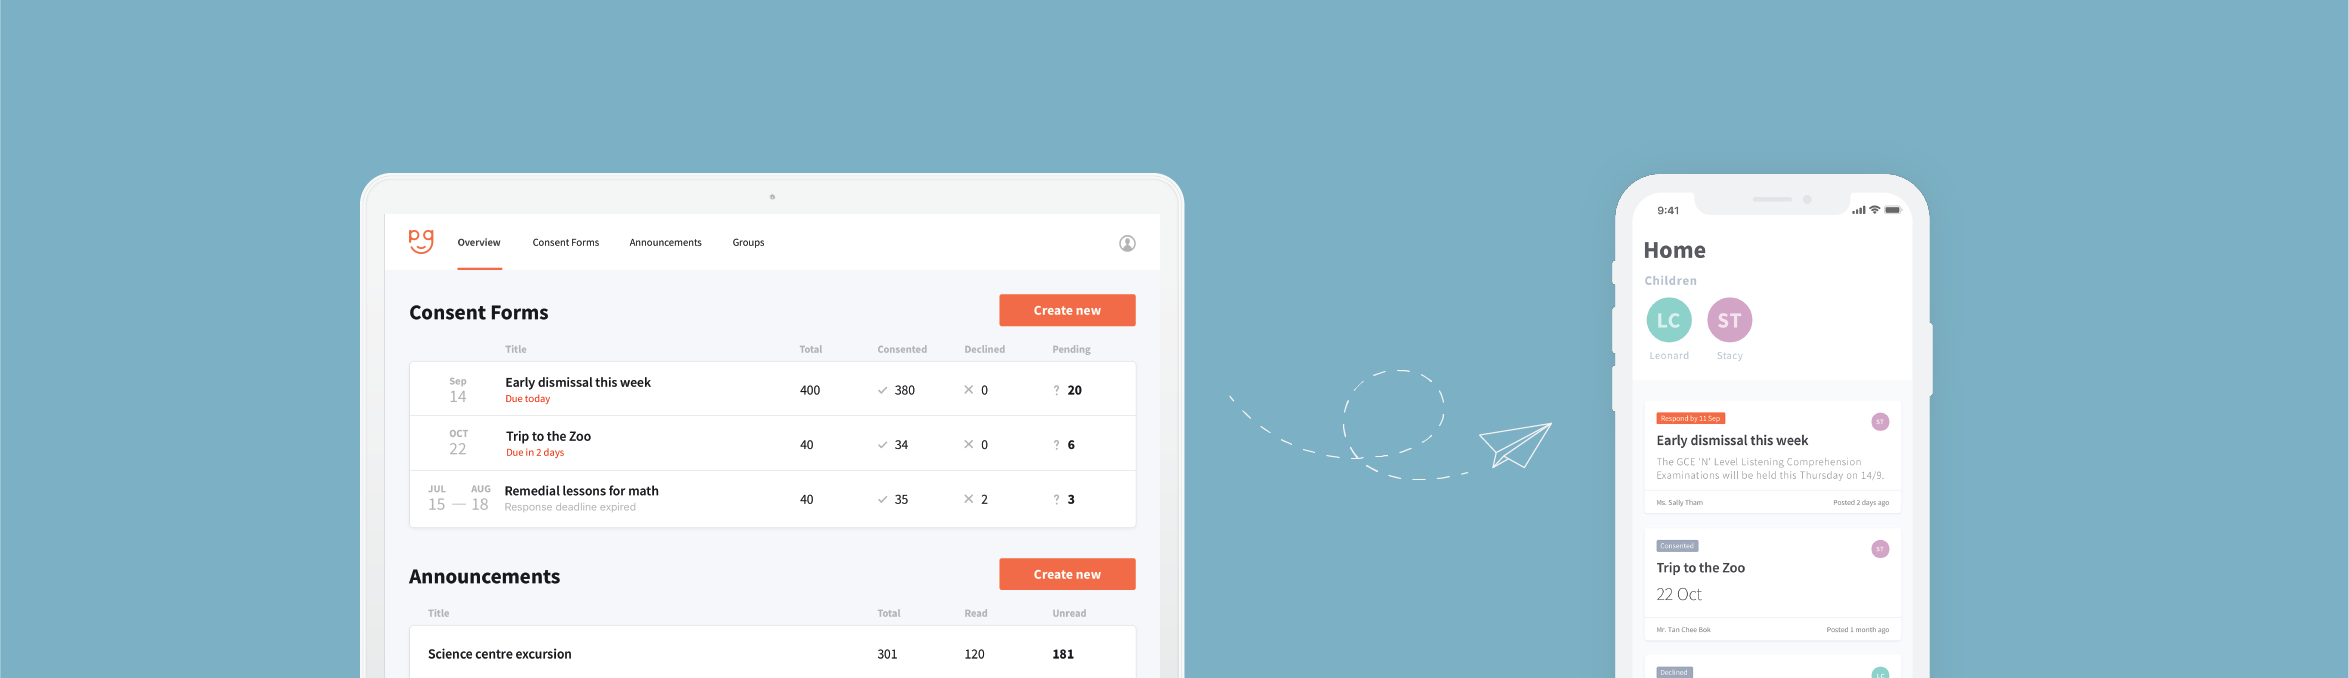 pg
Overview Consent Forms Announcements Groups
Consent Forms Create new
Title Total Consented Declined Pending
Sep
14 Early dismissal this week 400 380 0 ? 20
Due today
OCT
22 Trip to the Zoo 40 34 0 ? 6
Due in 2 days
JUL AUG
15 — 18 Remedial lessons for math 40 35 2 ? 3
Response deadline expired
Announcements Create new
Title Total Read Unread
Science centre excursion 301 120 181
9:41
Home
Children
LC ST
Leonard Stacy
Respond by 11 Sep ST
Early dismissal this week
The GCE 'N' Level Listening Comprehension
Examinations will be held this Thursday on 14/9.
Ms. Sally Tham Posted 2 days ago
Consented ST
Trip to the Zoo
22 Oct
Mr. Tan Chee Bok Posted 1 month ago
Declined LC